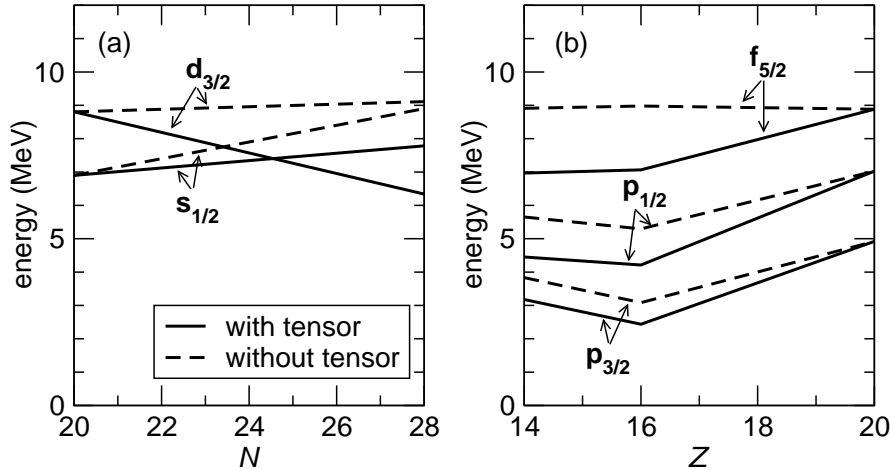 (a)
d3/2
s1/2
energy (MeV)
10
5
0
with tensor
without tensor
20 22 24 26 28
N
(b)
f5/2
p1/2
p3/2
energy (MeV)
10
5
0
14 16 18 20
Z